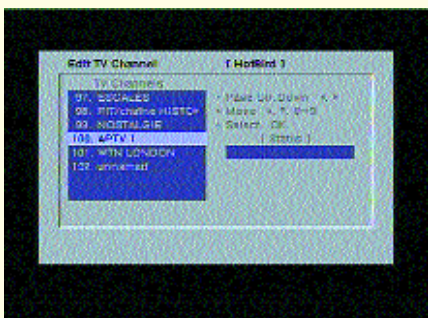 Edit TV Channel
[ HotBird ]
TV Channels
97. ESCALES
98. chaîne HISTO
99. NOSTALGIE
100. APTV 1
101. WTN LONDON
102. unnamed
Page Up, Down
Move
Select OK
[ Status ]